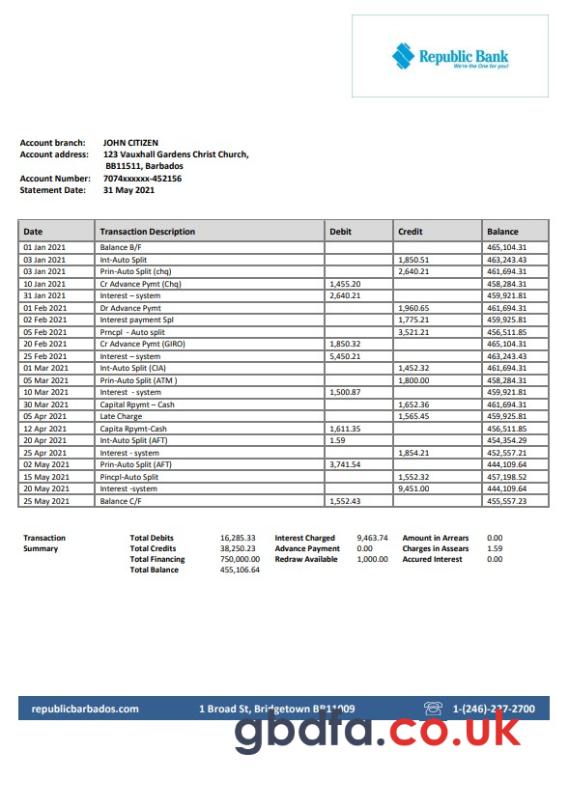 Republic Bank
We're the One for you!
Account branch: JOHN CITIZEN
Account address: 123 Vauxhall Gardens Christ Church,
BB11511, Barbados
Account Number: 7074xxxxxx-452156
Statement Date: 31 May 2021
Date Transaction Description Debit Credit Balance
01 Jan 2021 Balance B/F 465,104.31
03 Jan 2021 Int-Auto Split 1,850.51 463,243.43
03 Jan 2021 Prin-Auto Split (chq) 2,640.21 461,694.31
10 Jan 2021 Cr Advance Pymt (Chq) 1,455.20 458,284.31
31 Jan 2021 Interest – system 2,640.21 459,921.81
01 Feb 2021 Dr Advance Pymt 1,960.65 461,694.31
02 Feb 2021 Interest payment Spl 1,775.21 459,925.81
05 Feb 2021 Prncpl - Auto split 3,521.21 456,511.85
20 Feb 2021 Cr Advance Pymt (GIRO) 1,850.32 465,104.31
25 Feb 2021 Interest – system 5,450.21 463,243.43
01 Mar 2021 Int-Auto Split (CIA) 1,452.32 461,694.31
05 Mar 2021 Prin-Auto Split (ATM ) 1,800.00 458,284.31
10 Mar 2021 Interest - system 1,500.87 459,921.81
30 Mar 2021 Capital Rpymt – Cash 1,652.36 461,694.31
05 Apr 2021 Late Charge 1,565.45 459,925.81
12 Apr 2021 Capita Rpymt-Cash 1,611.35 456,511.85
20 Apr 2021 Int-Auto Split (AFT) 1.59 454,354.29
25 Apr 2021 Interest - system 1,854.21 452,557.21
02 May 2021 Prin-Auto Split (AFT) 3,741.54 444,109.64
15 May 2021 Pincpl-Auto Split 1,552.32 457,198.52
20 May 2021 Interest -system 9,451.00 444,109.64
25 May 2021 Balance C/F 1,552.43 455,557.23
Transaction Total Debits 16,285.33 Interest Charged 9,463.74 Amount in Arrears 0.00
Summary Total Credits 38,250.23 Advance Payment 0.00 Charges in Assears 1.59
Total Financing 750,000.00 Redraw Available 1,000.00 Accured Interest 0.00
Total Balance 455,106.64
republicbarbados.com 1 Broad St, Bridgetown BB11009 1-(246)-227-2700
gbdfa.co.uk